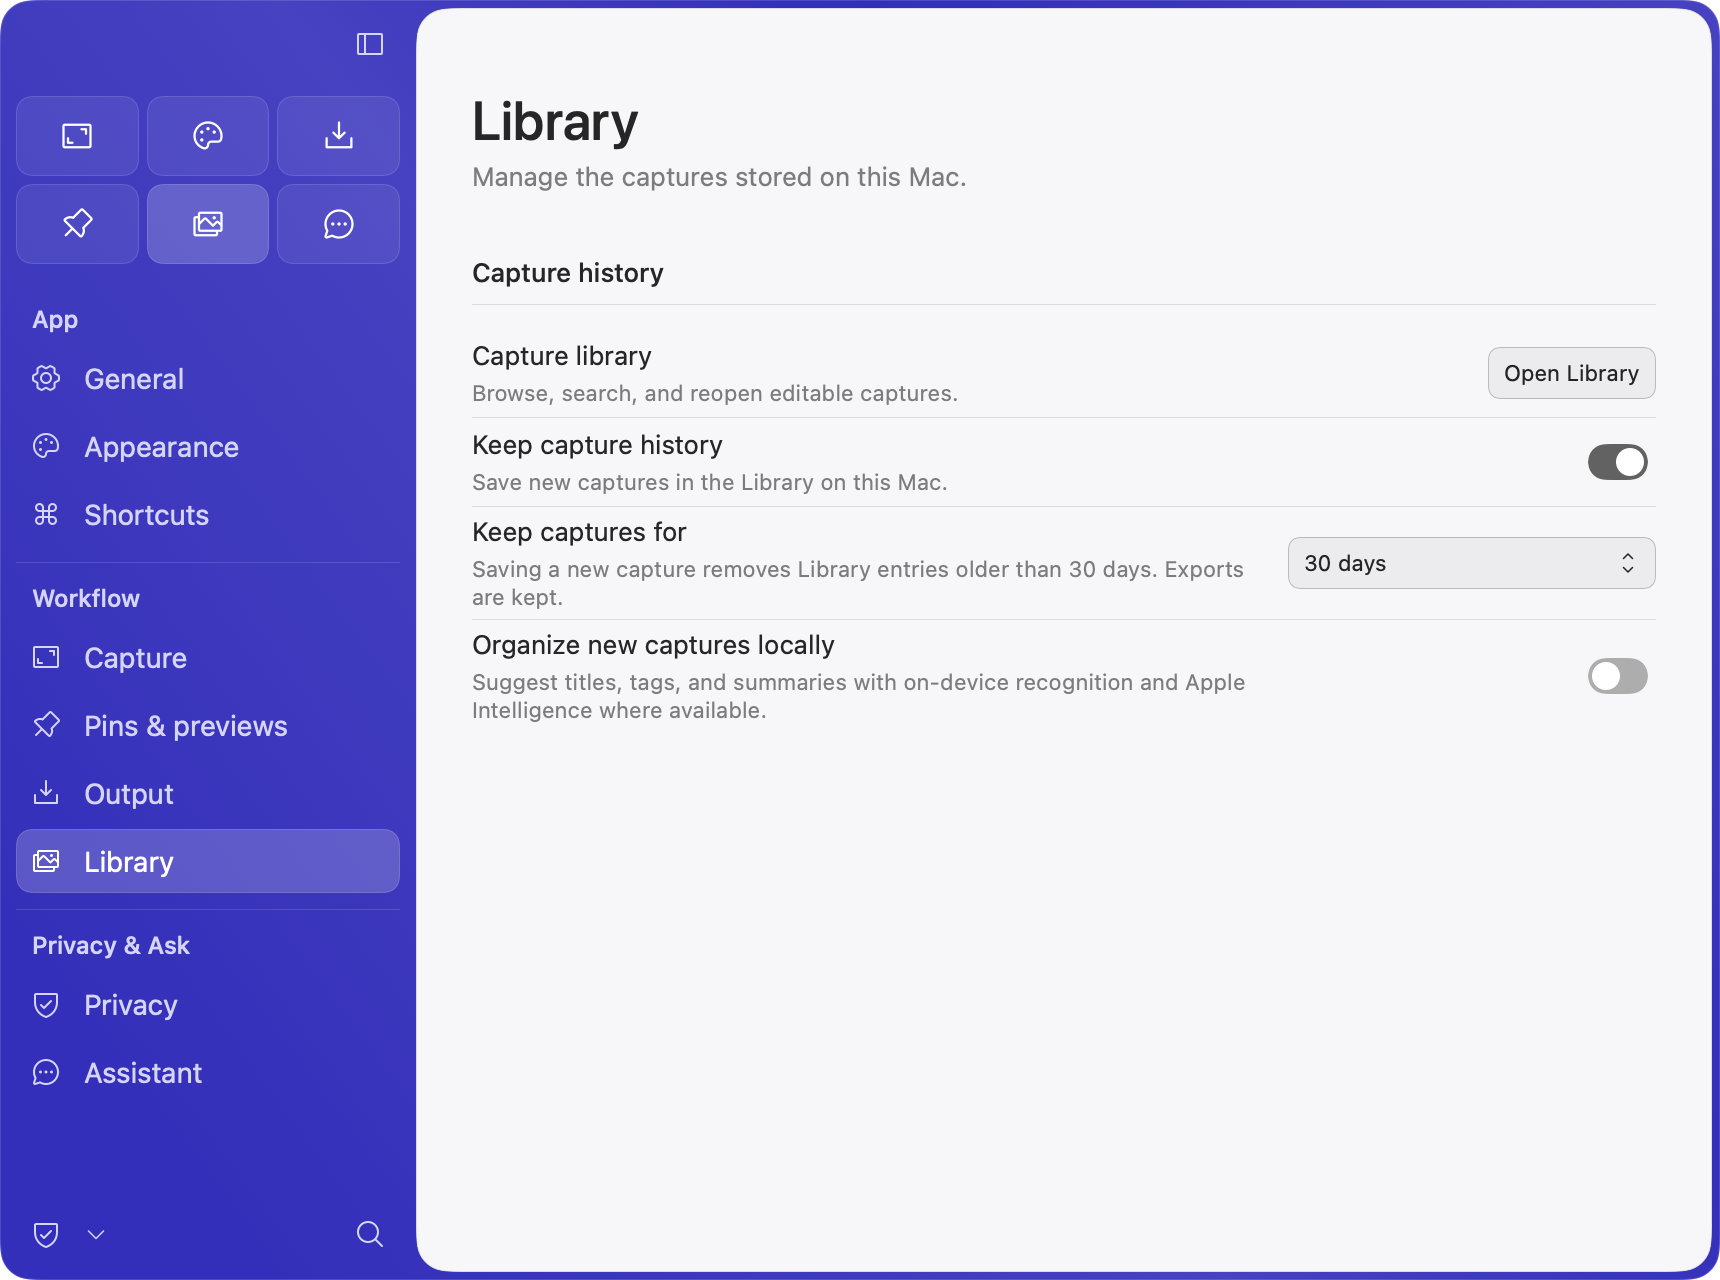 App
General
Appearance
Shortcuts
Workflow
Capture
Pins & previews
Output
Library
Privacy & Ask
Privacy
Assistant
Library
Manage the captures stored on this Mac.
Capture history
Capture library
Browse, search, and reopen editable captures.
Open Library
Keep capture history
Save new captures in the Library on this Mac.
Keep captures for
Saving a new capture removes Library entries older than 30 days. Exports
are kept.
30 days
Organize new captures locally
Suggest titles, tags, and summaries with on-device recognition and Apple
Intelligence where available.